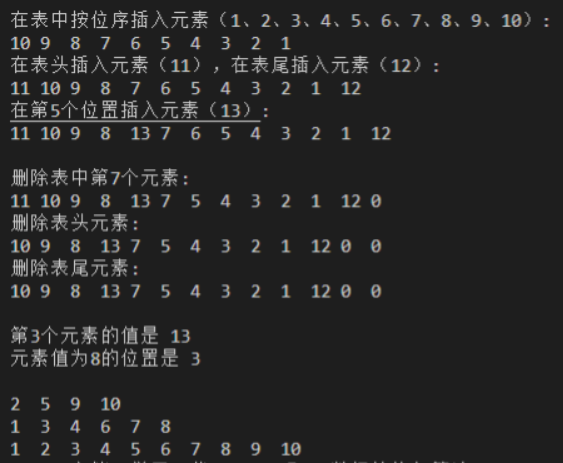 在表中按位序插入元素（1、2、3、4、5、6、7、8、9、10）:
10 9 8 7 6 5 4 3 2 1
在表头插入元素（11），在表尾插入元素（12）:
11 10 9 8 7 6 5 4 3 2 1 12
在第5个位置插入元素（13）:
11 10 9 8 13 7 6 5 4 3 2 1 12
删除表中第7个元素:
11 10 9 8 13 7 5 4 3 2 1 12 0
删除表头元素:
10 9 8 13 7 5 4 3 2 1 12 0 0
删除表尾元素:
10 9 8 13 7 5 4 3 2 1 12 0 0
第3个元素的值是 13
元素值为8的位置是 3
2 5 9 10
1 3 4 6 7 8
1 2 3 4 5 6 7 8 9 10